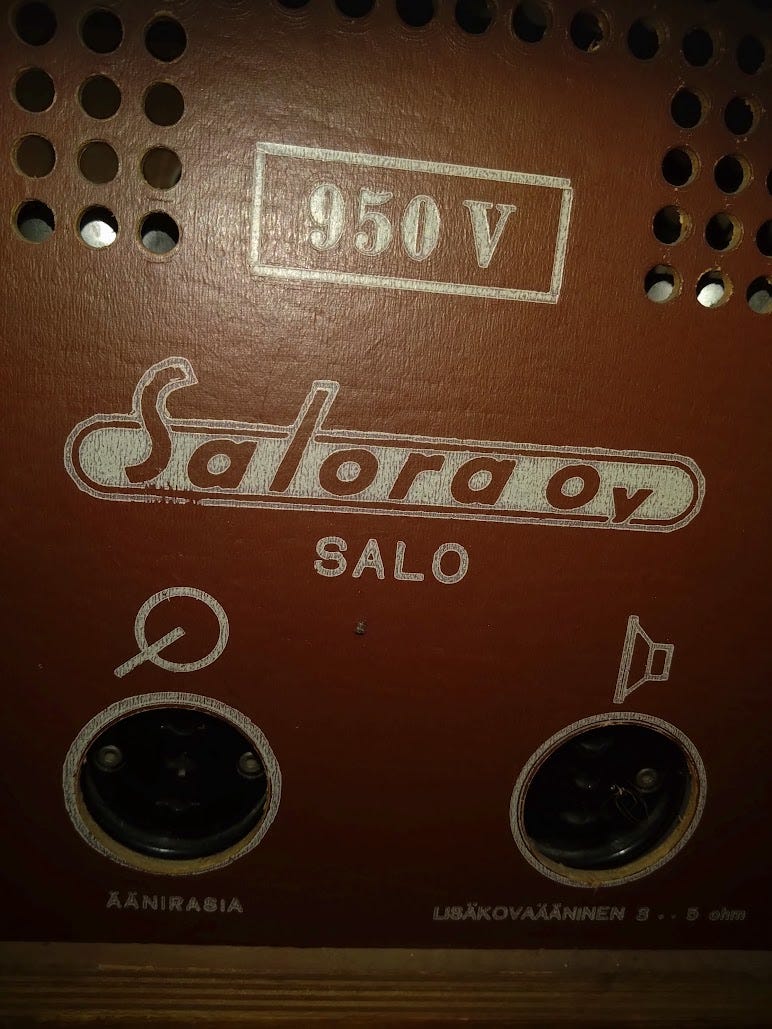 950 V
Salora Oy
SALO
ÄÄNIRASIA
LISÄKOVAÄÄNINEN 3 .. 5 ohm